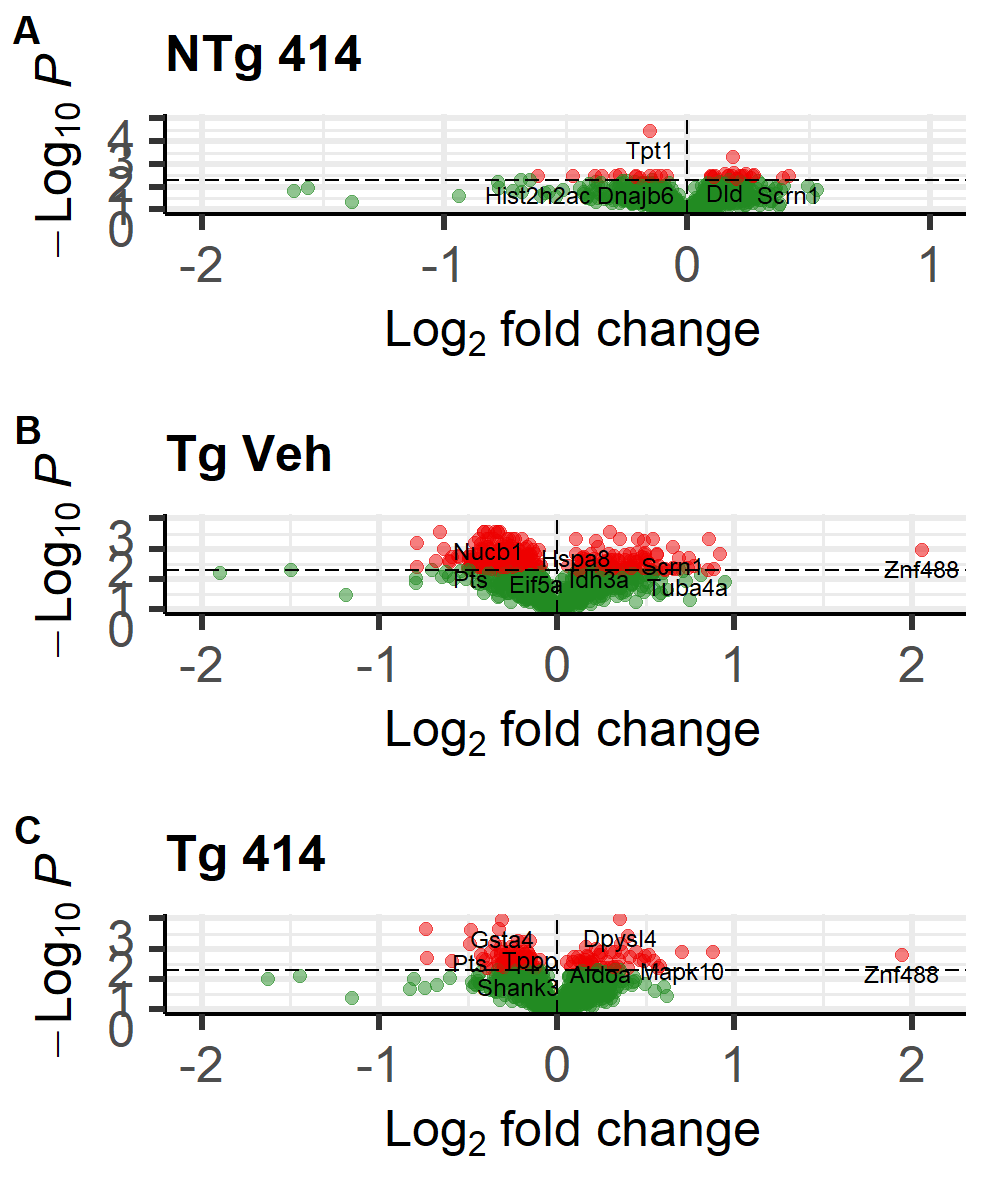 A
NTg 414
−Log10 P
4
3
2
1
0
Tpt1
Hist2h2ac Dnajb6 Dld Scrn1
-2 -1 0 1
Log2 fold change
B
Tg Veh
−Log10 P
3
2
1
0
Nucb1 Hspa8 Scrn1 Znf488
Pts Eif5a Idh3a Tuba4a
-2 -1 0 1 2
Log2 fold change
C
Tg 414
−Log10 P
3
2
1
0
Gsta4 Dpysl4
Pts Tppp Aldoa Mapk10 Znf488
Shank3
-2 -1 0 1 2
Log2 fold change